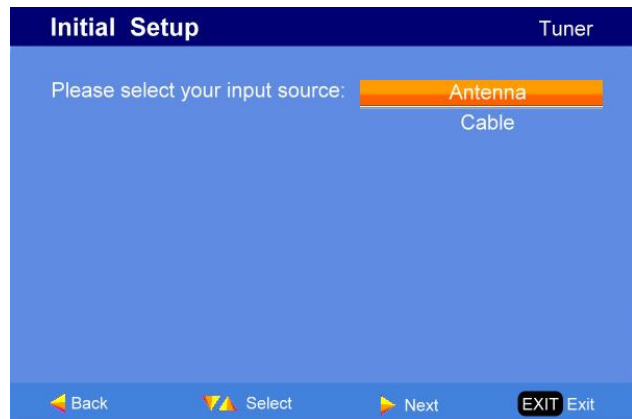 Initial Setup Tuner
Please select your input source: Antenna
Cable
Back Select Next EXIT Exit